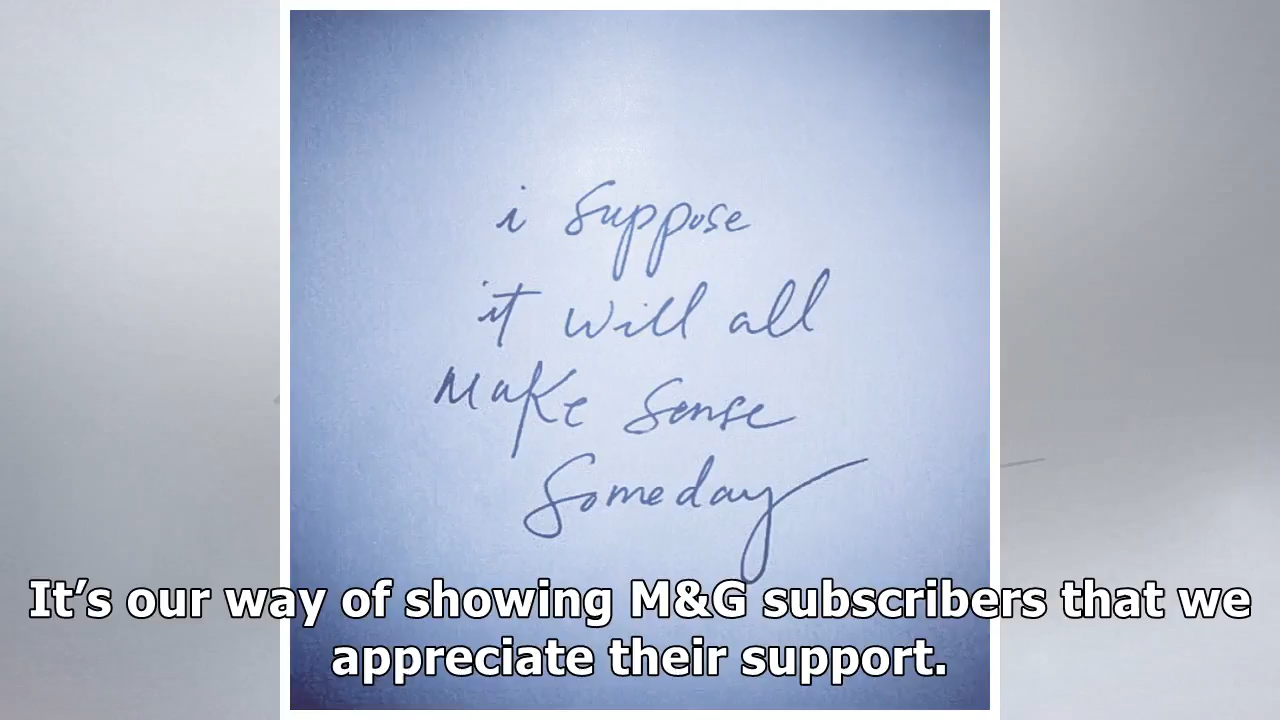 i suppose
it will all
make sense
someday
It’s our way of showing M&G subscribers that we
appreciate their support.